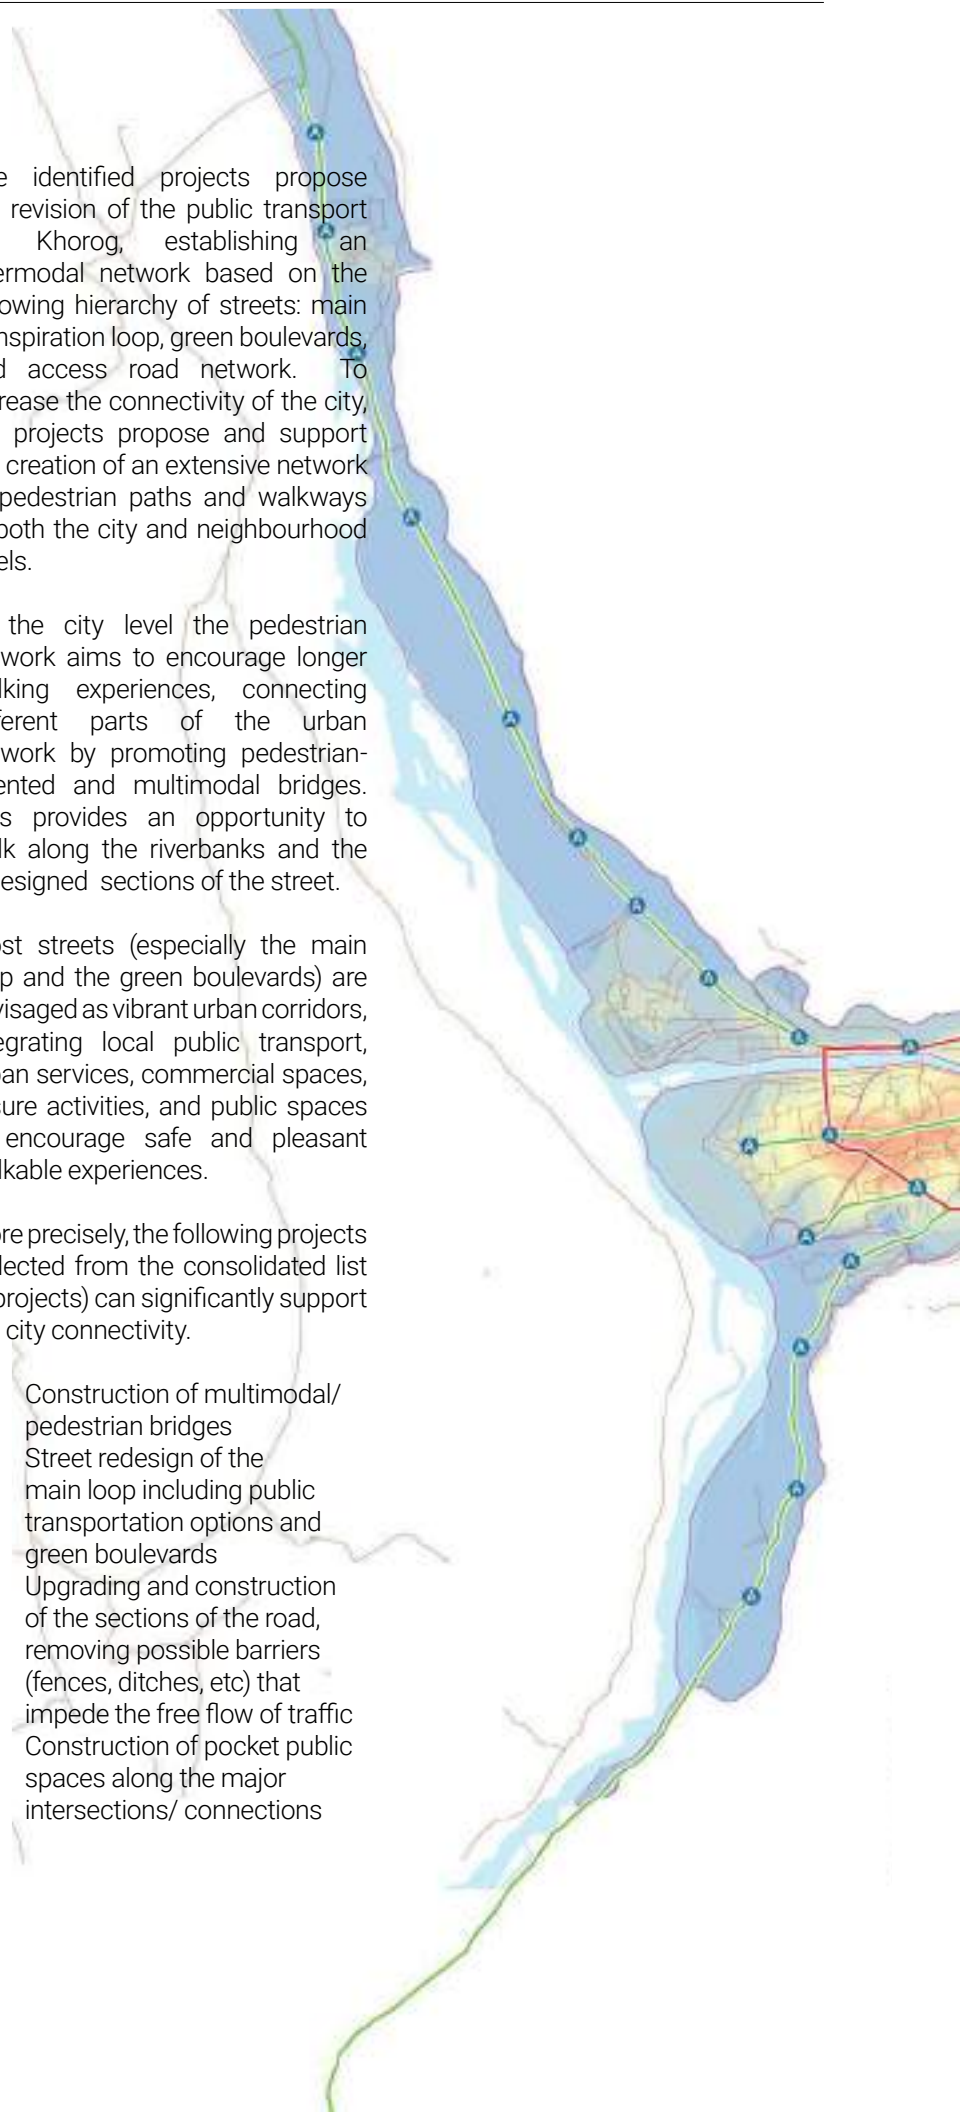 e identified projects propose
revision of the public transport
Khorog, establishing an
ermodal network based on the
owing hierarchy of streets: main
nspiration loop, green boulevards,
d access road network. To
rease the connectivity of the city,
projects propose and support
creation of an extensive network
pedestrian paths and walkways
both the city and neighbourhood
els.
the city level the pedestrian
work aims to encourage longer
lking experiences, connecting
ferent parts of the urban
work by promoting pedestrian-
ented and multimodal bridges.
s provides an opportunity to
lk along the riverbanks and the
esigned sections of the street.
ost streets (especially the main
p and the green boulevards) are
visaged as vibrant urban corridors,
egrating local public transport,
ban services, commercial spaces,
sure activities, and public spaces
encourage safe and pleasant
lkable experiences.
re precisely, the following projects
lected from the consolidated list
projects) can significantly support
city connectivity.
Construction of multimodal/
pedestrian bridges
Street redesign of the
main loop including public
transportation options and
green boulevards
Upgrading and construction
of the sections of the road,
removing possible barriers
(fences, ditches, etc) that
impede the free flow of traffic
Construction of pocket public
spaces along the major
intersections/ connections